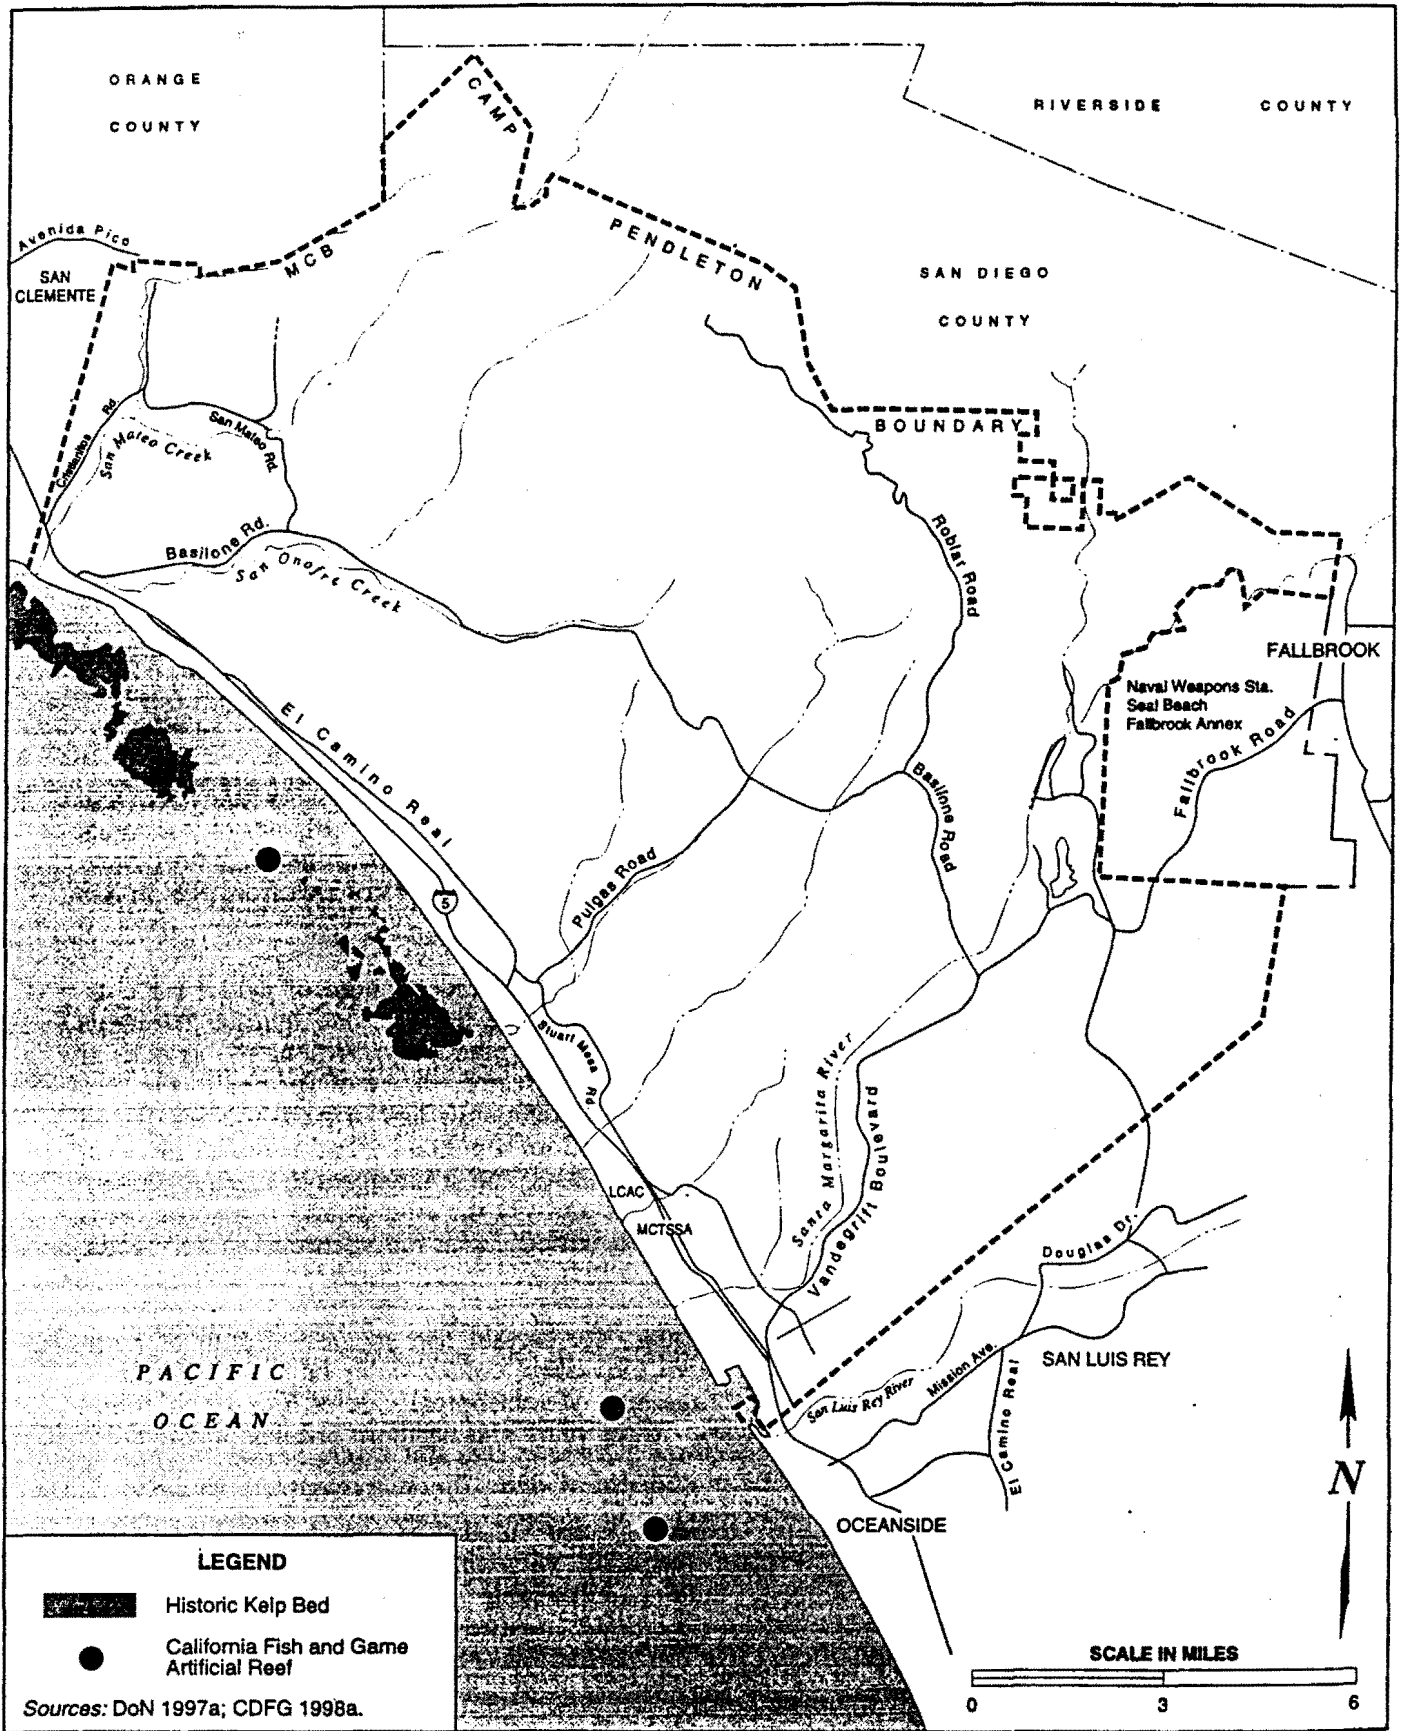 ORANGE
COUNTY
CAMP
RIVERSIDE COUNTY
Avenida Pico
SAN
CLEMENTE
MCB
PENDLETON
SAN DIEGO
COUNTY
BOUNDARY
Cristianitos Rd.
San Mateo Creek
San Mateo Rd.
Basilone Rd.
San Onofre Creek
Roblar Road
FALLBROOK
Naval Weapons Sta.
Seal Beach
Fallbrook Annex
Fallbrook Road
El Camino Real
Basilone Road
5
Pulgas Road
Stuart Mesa Rd
Santa Margarita River
Vandegrift Boulevard
LCAC
MCTSSA
Douglas Dr.
PACIFIC
OCEAN
San Luis Rey River
Mission Ave.
SAN LUIS REY
El Camino Real
N
OCEANSIDE
LEGEND
Historic Kelp Bed
California Fish and Game
Artificial Reef
Sources: DoN 1997a; CDFG 1998a.
SCALE IN MILES
0 3 6